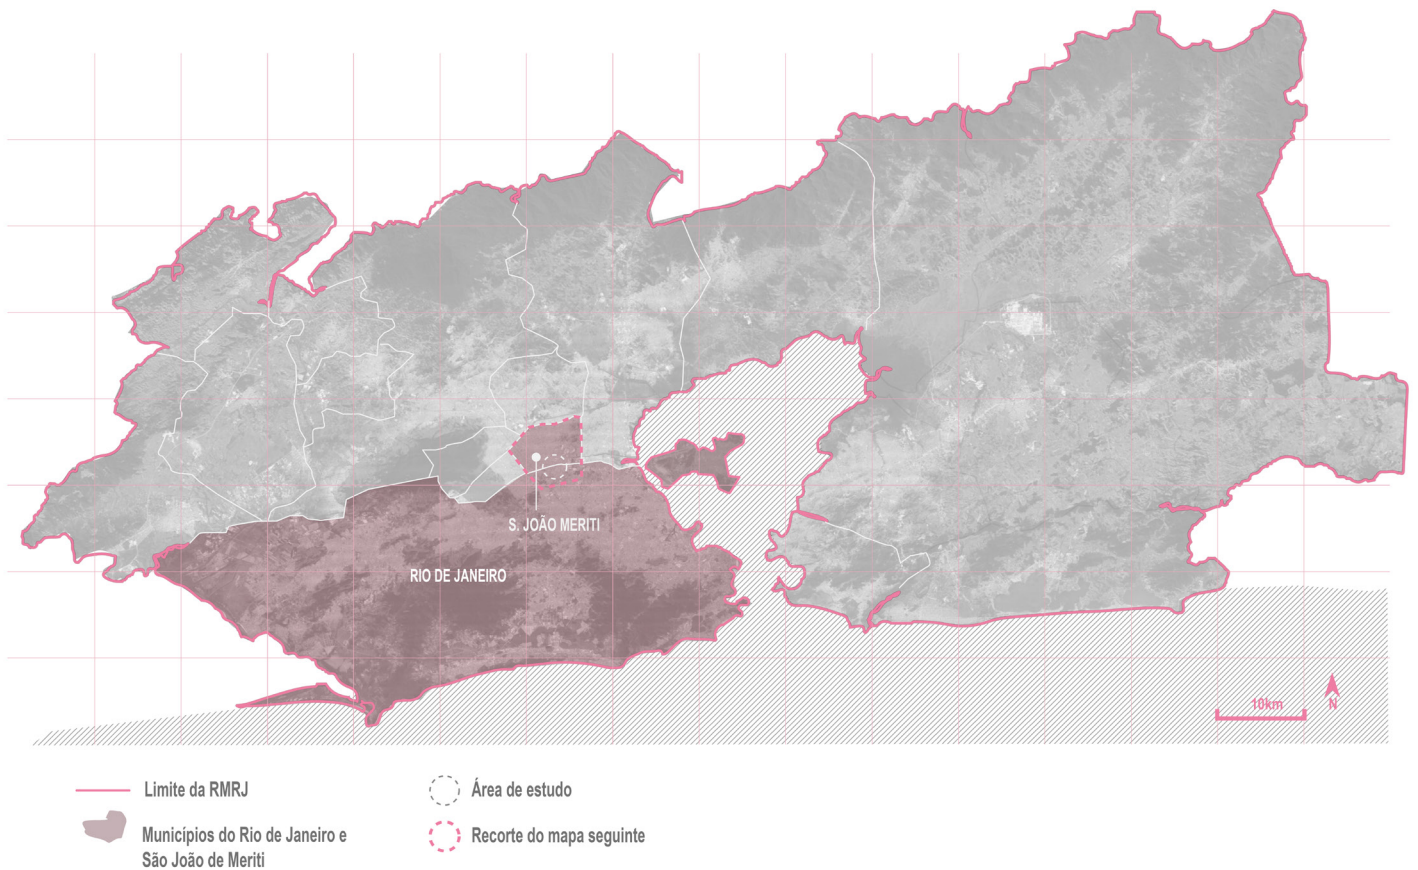 S. JOÃO MERITI
RIO DE JANEIRO
10km
N
Limite da RMRJ
Área de estudo
Municípios do Rio de Janeiro e
São João de Meriti
Recorte do mapa seguinte